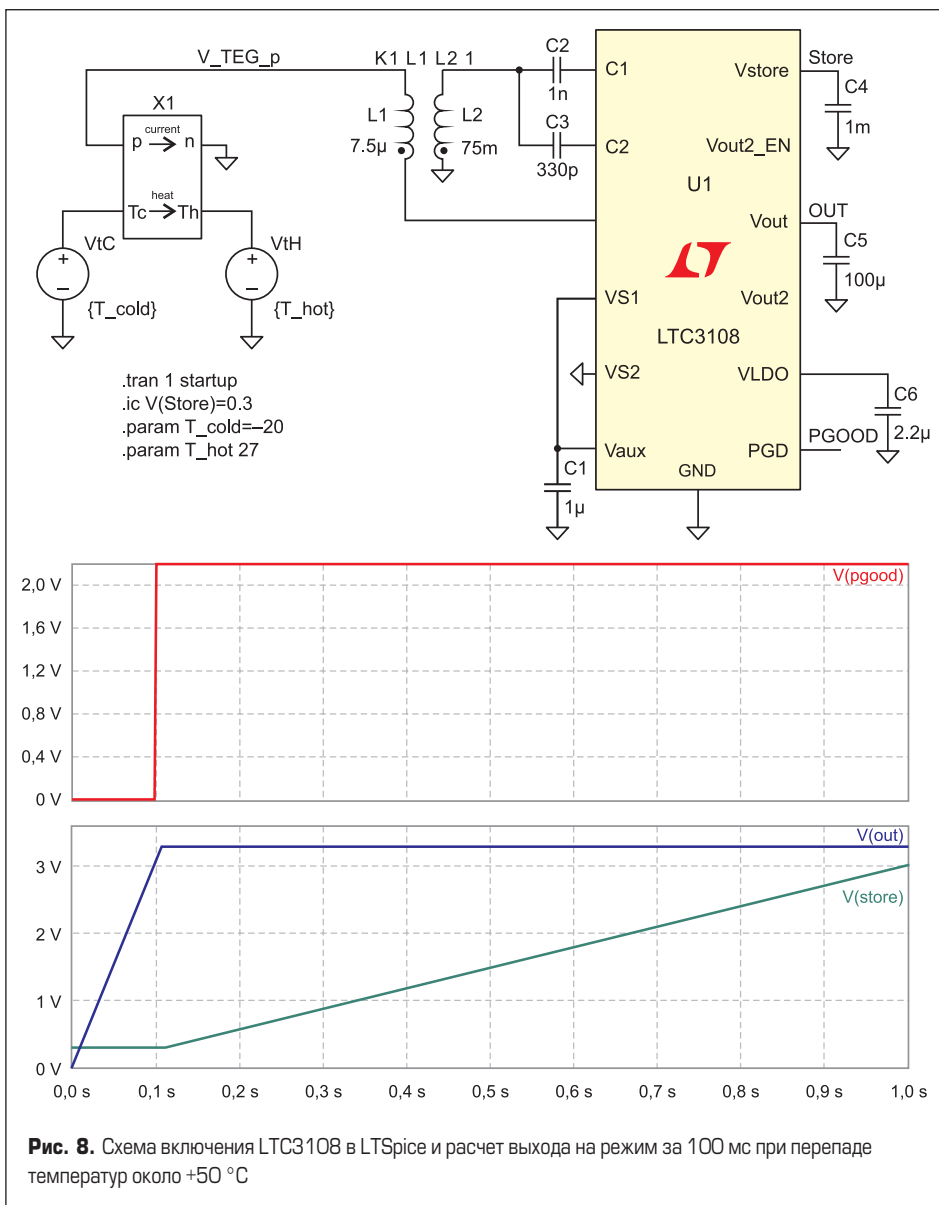 V_TEG_p
K1 L1 L2 1
X1
current
p
n
heat
Tc
Th
VtC
+
–
{T_cold}
VtH
+
–
{T_hot}
.tran 1 startup
.ic V(Store)=0.3
.param T_cold=–20
.param T_hot 27
L1
7.5µ
L2
75m
C2
1n
C3
330p
C1
C2
VS1
VS2
Vaux
C1
1µ
U1
LTC3108
GND
Vstore
Vout2_EN
Vout
Vout2
VLDO
PGD
Store
C4
1m
OUT
C5
100µ
C6
2.2µ
PGOOD
2,0 V
1,6 V
1,2 V
0,8 V
0,4 V
0 V
V(pgood)
3 V
2 V
1 V
0 V
V(out)
V(store)
0,0 s 0,1 s 0,2 s 0,3 s 0,4 s 0,5 s 0,6 s 0,7 s 0,8 s 0,9 s 1,0 s
Рис. 8. Схема включения LTC3108 в LTSpice и расчет выхода на режим за 100 мс при перепаде
температур около +50 °C